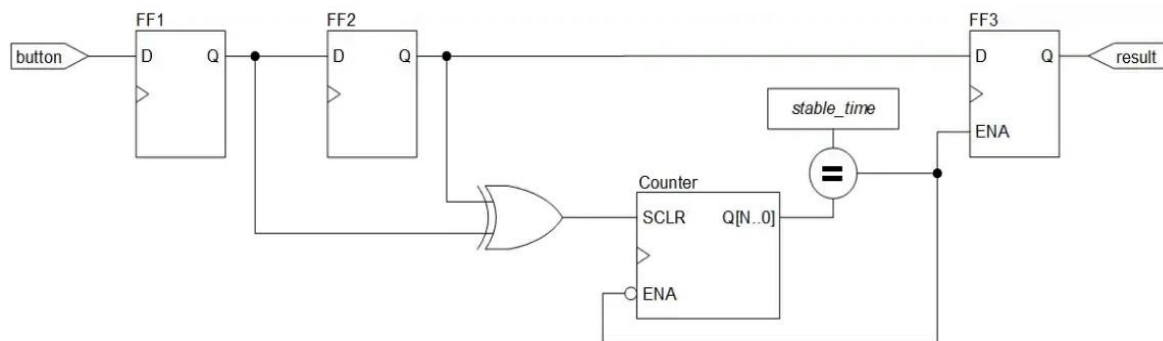 FF1
FF2
FF3
button
D
Q
D
Q
D
Q
result
stable_time
ENA
=
Counter
SCLR
Q[N..0]
ENA